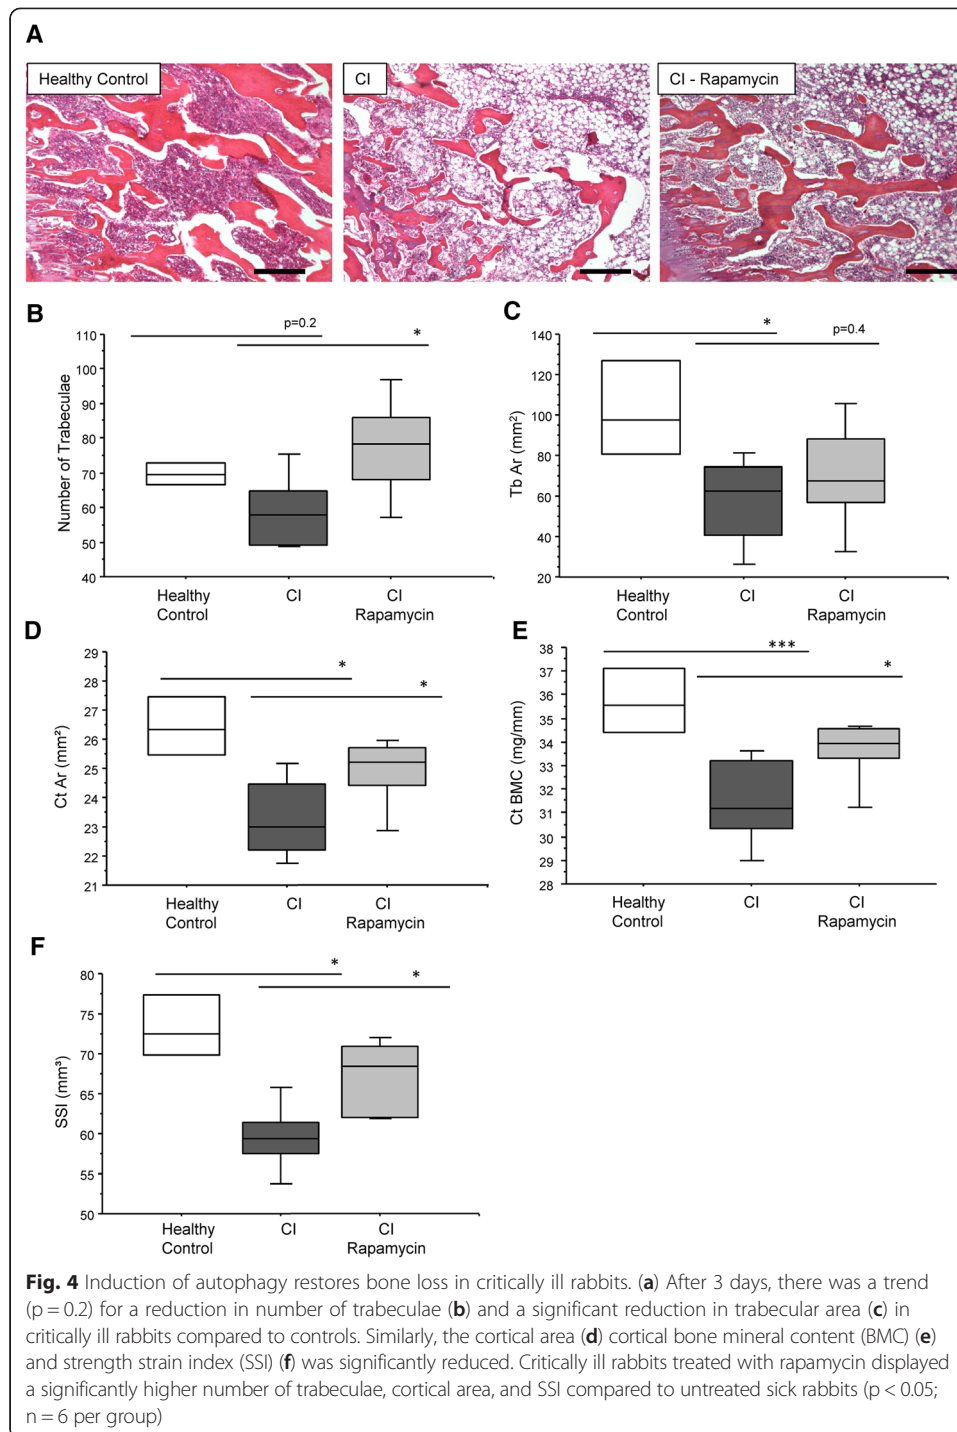 A
Healthy Control
CI
CI - Rapamycin
B
p=0.2
*
110
100
90
80
70
60
50
40
Number of Trabeculae
Healthy
Control
CI
CI
Rapamycin
C
*
p=0.4
140
120
100
80
60
40
20
Tb Ar (mm²)
Healthy
Control
CI
CI
Rapamycin
D
*
*
29
28
27
26
25
24
23
22
21
Ct Ar (mm²)
Healthy
Control
CI
CI
Rapamycin
E
***
*
38
37
36
35
34
33
32
31
30
29
28
Ct BMC (mg/mm)
Healthy
Control
CI
CI
Rapamycin
F
*
*
80
75
70
65
60
55
50
SSI (mm³)
Healthy
Control
CI
CI
Rapamycin
Fig. 4 Induction of autophagy restores bone loss in critically ill rabbits. (a) After 3 days, there was a trend
(p = 0.2) for a reduction in number of trabeculae (b) and a significant reduction in trabecular area (c) in
critically ill rabbits compared to controls. Similarly, the cortical area (d) cortical bone mineral content (BMC) (e)
and strength strain index (SSI) (f) was significantly reduced. Critically ill rabbits treated with rapamycin displayed
a significantly higher number of trabeculae, cortical area, and SSI compared to untreated sick rabbits (p < 0.05;
n = 6 per group)